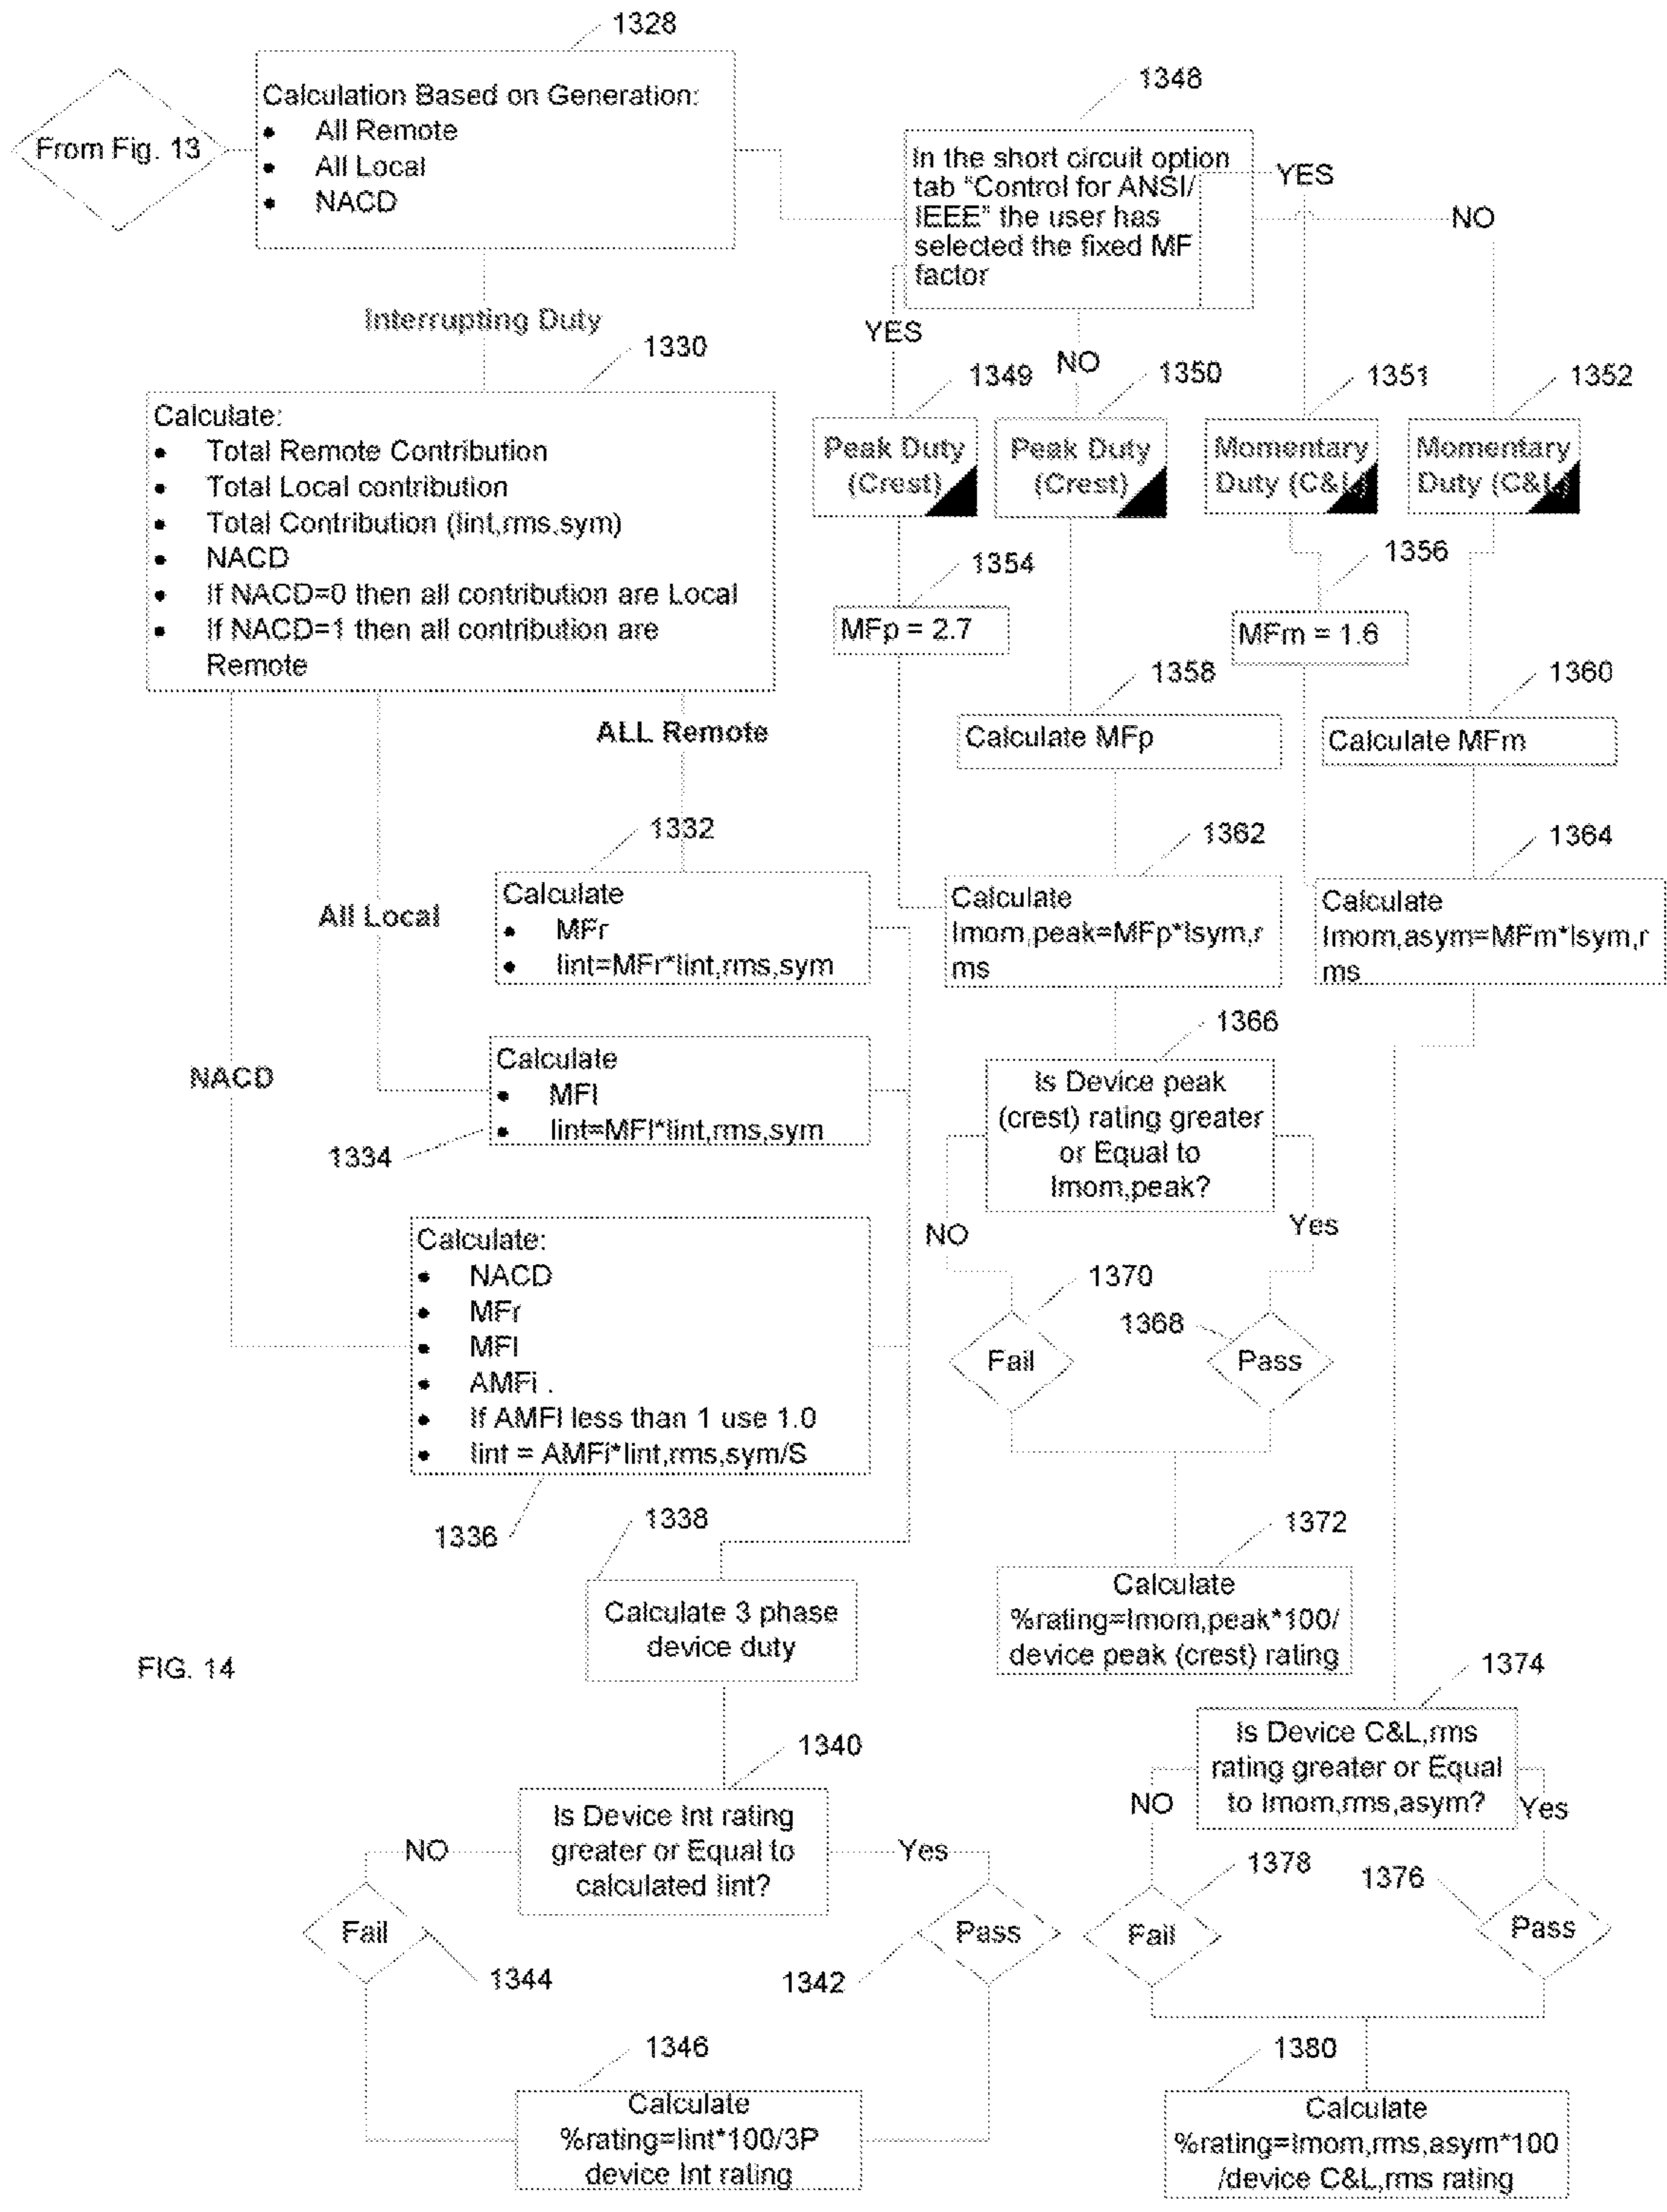 1328
From Fig. 13
Calculation Based on Generation:
• All Remote
• All Local
• NACD
1348
In the short circuit option
tab "Control for ANSI/
IEEE" the user has
selected the fixed MF
factor
YES
NO
Interrupting Duty
1330
Calculate:
• Total Remote Contribution
• Total Local contribution
• Total Contribution (Iint,rms,sym)
• NACD
• If NACD=0 then all contribution are Local
• If NACD=1 then all contribution are
Remote
YES
NO
1349
1350
1351
1352
Peak Duty
(Crest)
Peak Duty
(Crest)
Momentary
Duty (C&L)
Momentary
Duty (C&L)
1354
1356
MFp = 2.7
MFm = 1.6
1358
1360
Calculate MFp
Calculate MFm
ALL Remote
1332
Calculate
• MFr
• Iint=MFr*Iint,rms,sym
1362
Calculate
Imom,peak=MFp*Isym,r
ms
1364
Calculate
Imom,asym=MFm*Isym,r
ms
All Local
Calculate
• MFl
• Iint=MFl*Iint,rms,sym
1334
1366
Is Device peak
(crest) rating greater
or Equal to
Imom,peak?
NO
Yes
NACD
Calculate:
• NACD
• MFr
• MFl
• AMFi .
• If AMFI less than 1 use 1.0
• Iint = AMFi*Iint,rms,sym/S
1336
1370
1368
Fail
Pass
1338
Calculate 3 phase
device duty
1372
Calculate
%rating=Imom,peak*100/
device peak (crest) rating
FIG. 14
1374
Is Device C&L,rms
rating greater or Equal
to Imom,rms,asym?
NO
Yes
1340
Is Device Int rating
greater or Equal to
calculated Iint?
NO
Yes
1378
1376
Fail
Pass
Fail
Pass
1344
1342
1346
Calculate
%rating=Iint*100/3P
device Int rating
1380
Calculate
%rating=Imom,rms,asym*100
/device C&L,rms rating